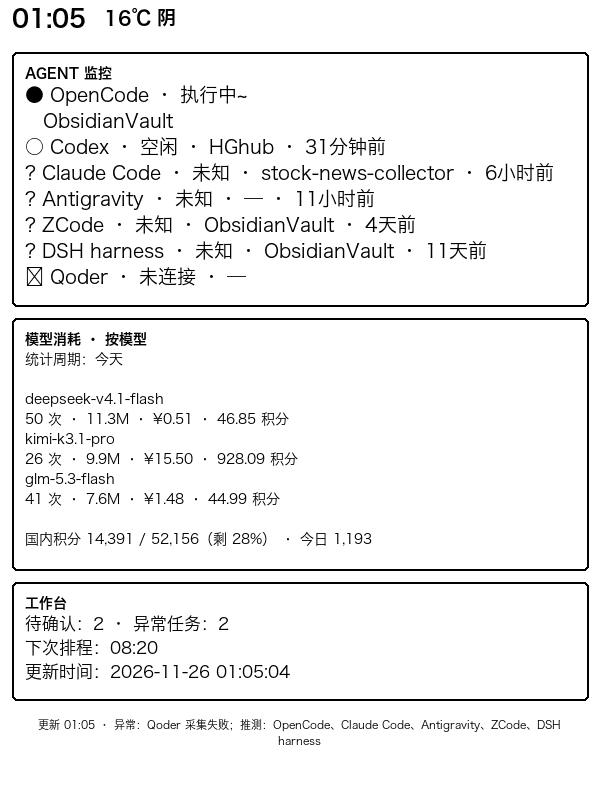 01:05 16℃ 阴
AGENT 监控
● OpenCode · 执行中~
ObsidianVault
○ Codex · 空闲 · HGhub · 31分钟前
? Claude Code · 未知 · stock-news-collector · 6小时前
? Antigravity · 未知 · — · 11小时前
? ZCode · 未知 · ObsidianVault · 4天前
? DSH harness · 未知 · ObsidianVault · 11天前
☒ Qoder · 未连接 · —
模型消耗 · 按模型
统计周期：今天
deepseek-v4.1-flash
50 次 · 11.3M · ¥0.51 · 46.85 积分
kimi-k3.1-pro
26 次 · 9.9M · ¥15.50 · 928.09 积分
glm-5.3-flash
41 次 · 7.6M · ¥1.48 · 44.99 积分
国内积分 14,391 / 52,156（剩 28%） · 今日 1,193
工作台
待确认：2 · 异常任务：2
下次排程：08:20
更新时间：2026-11-26 01:05:04
更新 01:05 · 异常：Qoder 采集失败；推测：OpenCode、Claude Code、Antigravity、ZCode、DSH
harness